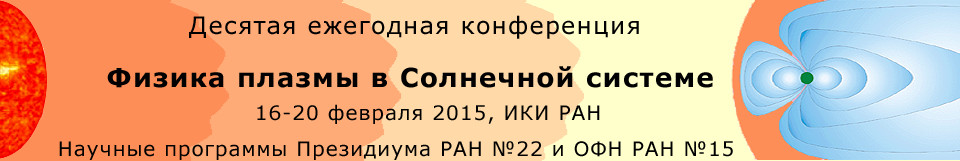 Десятая ежегодная конференция
Физика плазмы в Солнечной системе
16-20 февраля 2015, ИКИ РАН
Научные программы Президиума РАН №22 и ОФН РАН №15